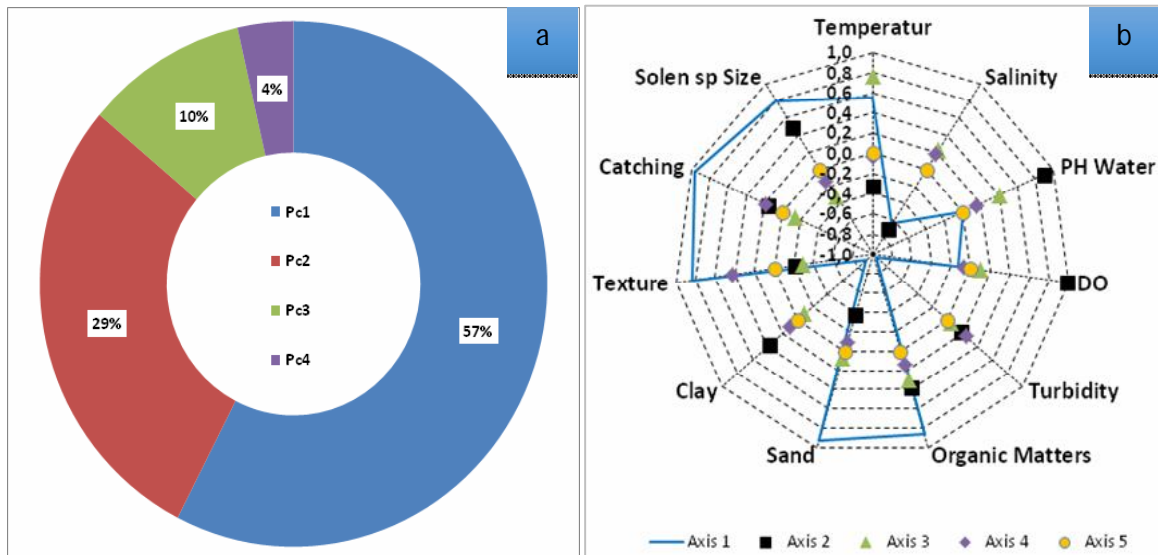 a
4%
10%
29%
57%
Pc1
Pc2
Pc3
Pc4
b
Temperatur
Salinity
PH Water
DO
Turbidity
Organic Matters
Sand
Clay
Texture
Catching
Solen sp Size
1,0
0,8
0,6
0,4
0,2
0,0
-0,2
-0,4
-0,6
-0,8
-1,0
Axis 1 Axis 2 Axis 3 Axis 4 Axis 5